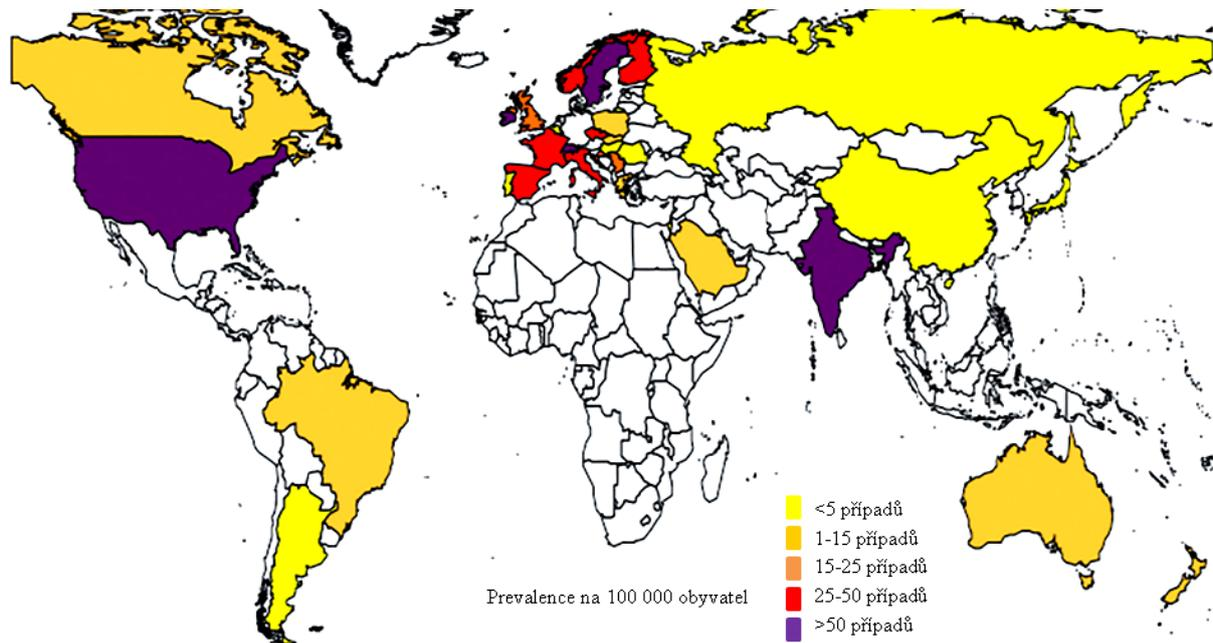 <5 případů
1-15 případů
15-25 případů
Prevalence na 100 000 obyvatel
25-50 případů
>50 případů